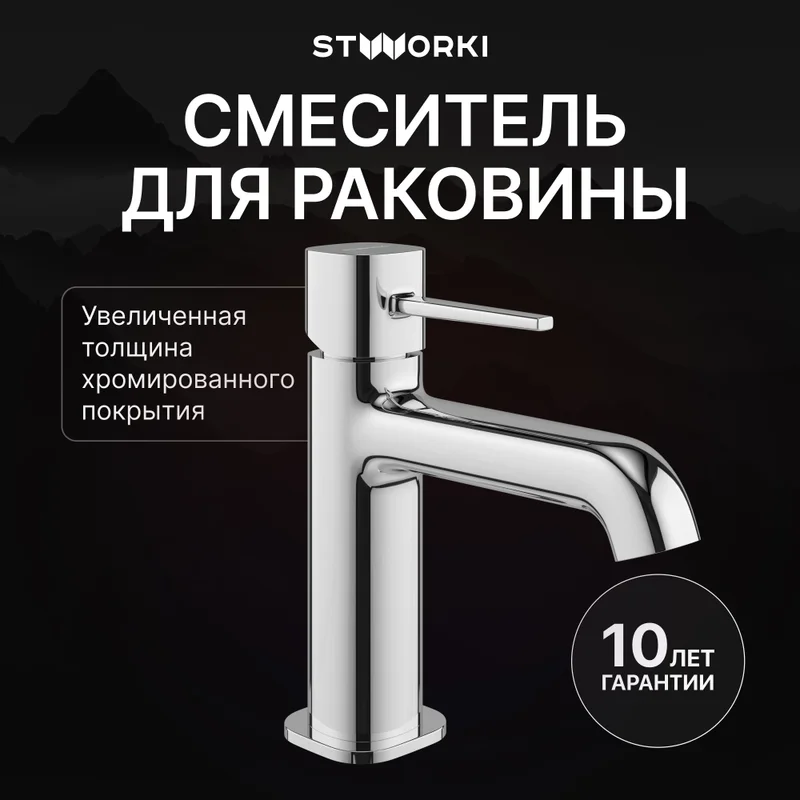 STWORKI
СМЕСИТЕЛЬ
ДЛЯ РАКОВИНЫ
Увеличенная
толщина
хромированного
покрытия
10 ЛЕТ
ГАРАНТИИ